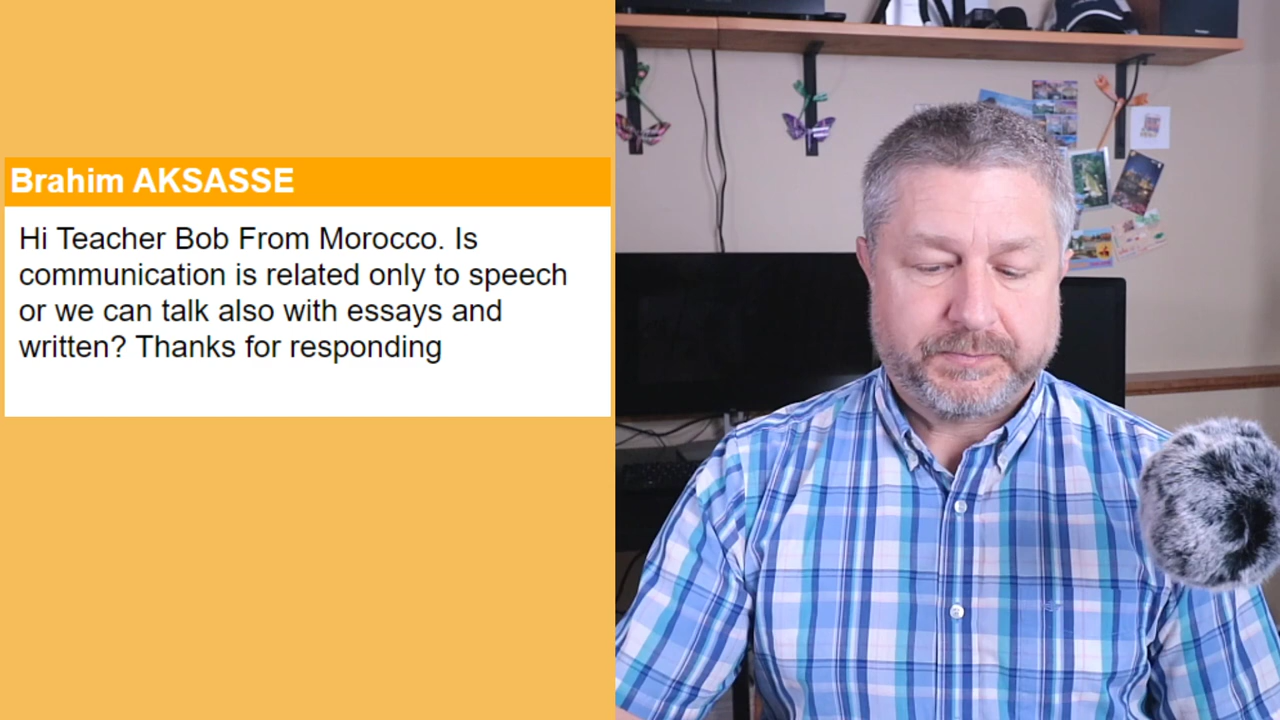 Brahim AKSASSE
Hi Teacher Bob From Morocco. Is
communication is related only to speech
or we can talk also with essays and
written? Thanks for responding